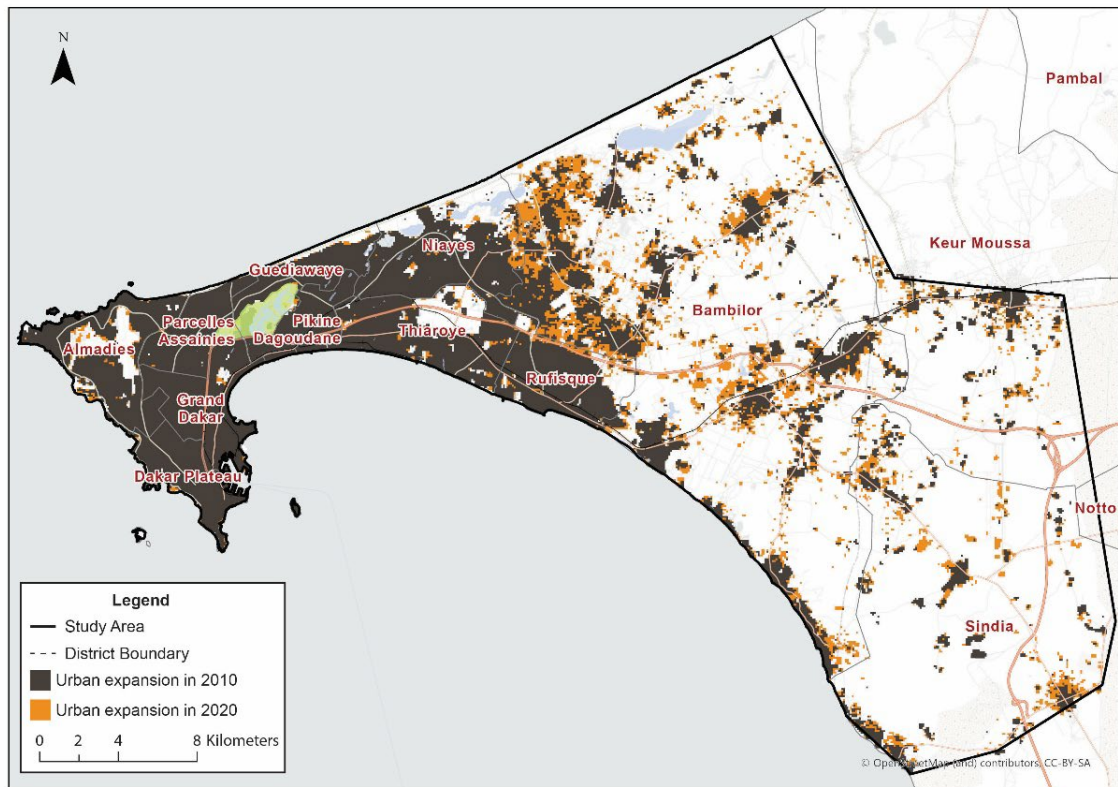 N
Pambal
Keur Moussa
Niayes
Guediawaye
Bambilor
Parcelles
Assainies
Pikine
Dagoudane
Thiaroye
Almadies
Rufisque
Grand
Dakar
Dakar Plateau
Notto
Sindia
Legend
Study Area
District Boundary
Urban expansion in 2010
Urban expansion in 2020
0 2 4 8 Kilometers
© OpenStreetMap (and) contributors, CC-BY-SA